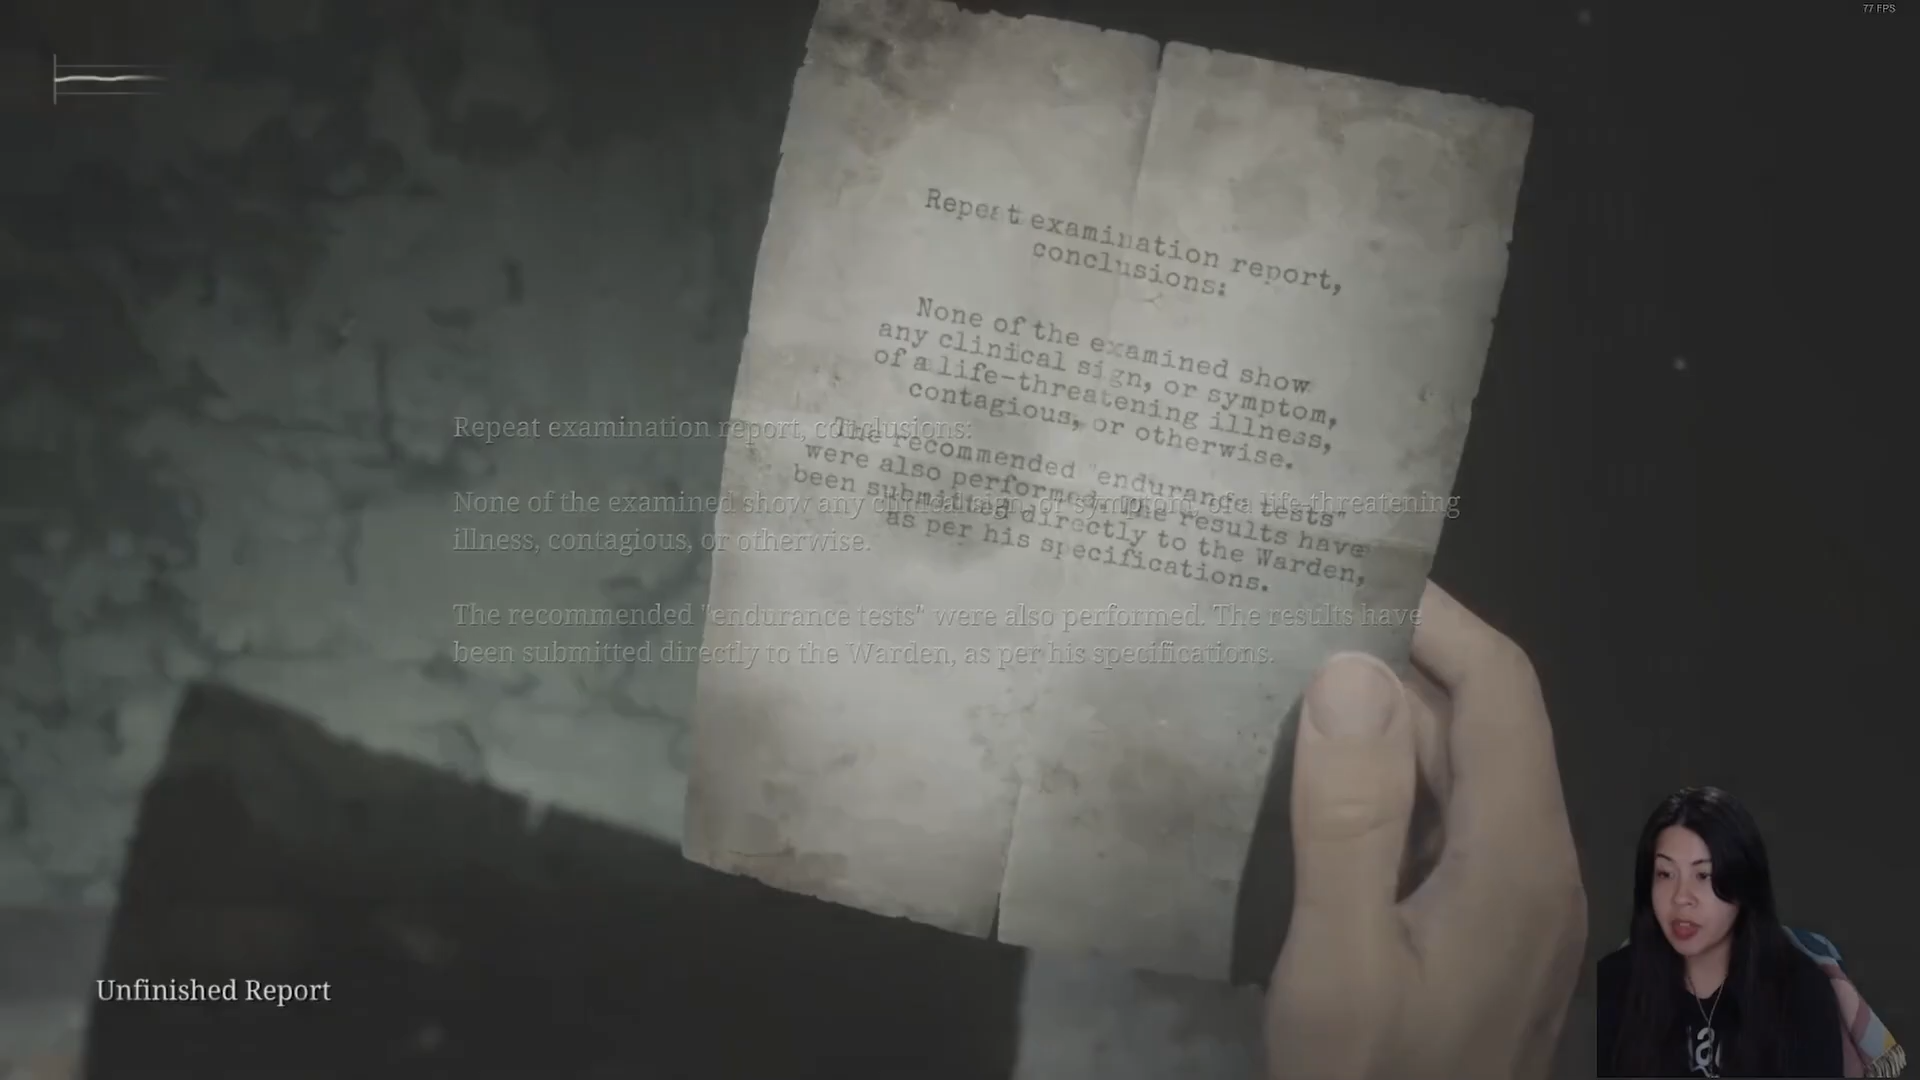 77 FPS
Repeat examination report,
conclusions:
None of the examined show
any clinical sign, or symptom,
of a life-threatening illness,
contagious, or otherwise.
The recommended "endurance tests"
were also performed. The results have
been submitted directly to the Warden,
as per his specifications.
Repeat examination report, conclusions:
None of the examined show any clinical sign, or symptom, of a life-threatening
illness, contagious, or otherwise.
The recommended "endurance tests" were also performed. The results have
been submitted directly to the Warden, as per his specifications.
Unfinished Report